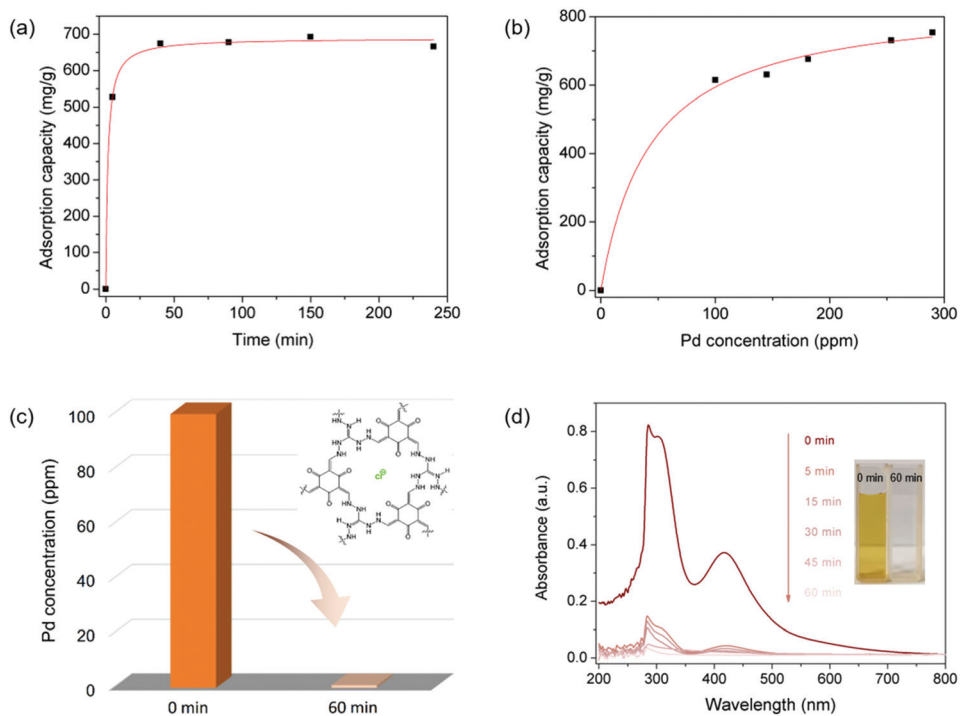 (a)
Adsorption capacity (mg/g)
800
700
600
500
400
300
200
100
0
0 50 100 150 200 250
Time (min)
(b)
Adsorption capacity (mg/g)
800
600
400
200
0
0 100 200 300
Pd concentration (ppm)
(c)
Pd concentration (ppm)
100
80
60
40
20
0
0 min 60 min
Cl⊖
(d)
Absorbance (a.u.)
0.8
0.6
0.4
0.2
0.0
200 300 400 500 600 700 800
Wavelength (nm)
0 min
5 min
15 min
30 min
45 min
60 min
0 min 60 min